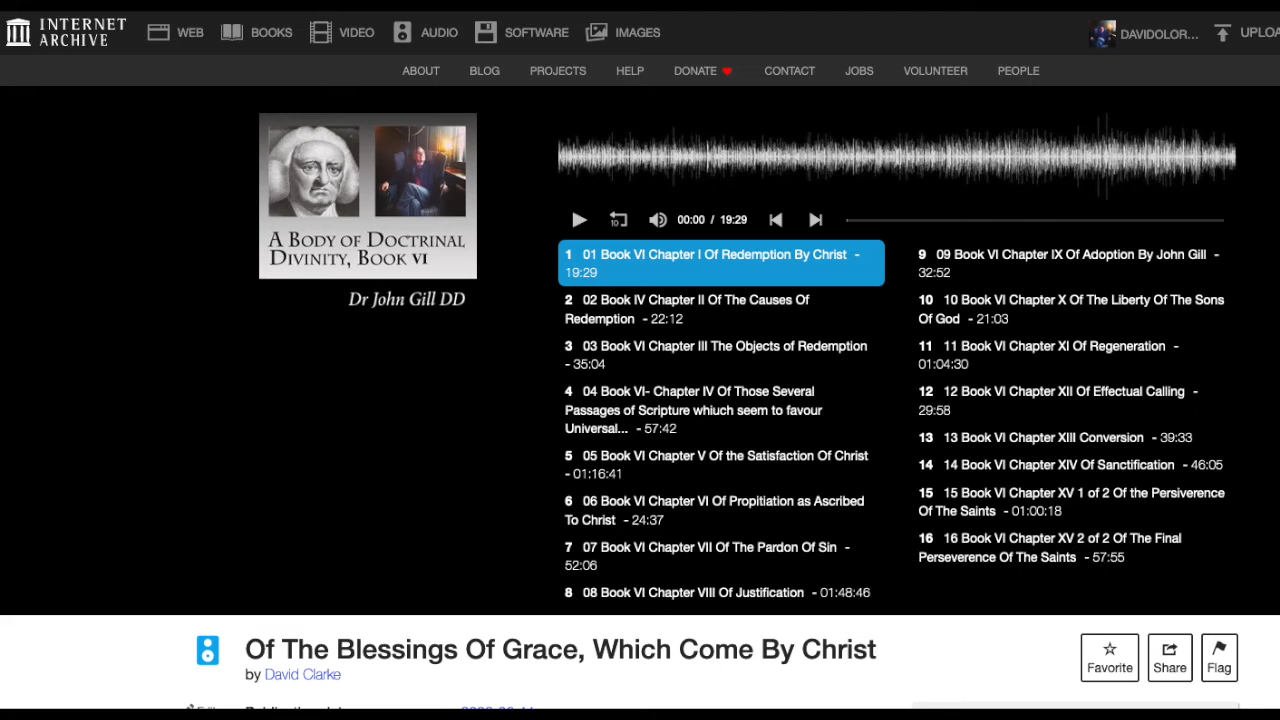 INTERNET
ARCHIVE
WEB
BOOKS
VIDEO
AUDIO
SOFTWARE
IMAGES
DAVIDOLOR...
UPLOA
ABOUT
BLOG
PROJECTS
HELP
DONATE
CONTACT
JOBS
VOLUNTEER
PEOPLE
A BODY OF DOCTRINAL
DIVINITY, BOOK VI
Dr John Gill DD
10
00:00 / 19:29
1 01 Book VI Chapter I Of Redemption By Christ -
19:29
2 02 Book IV Chapter II Of The Causes Of
Redemption - 22:12
3 03 Book VI Chapter III The Objects of Redemption
- 35:04
4 04 Book VI- Chapter IV Of Those Several
Passages of Scripture whiuch seem to favour
Universal... - 57:42
5 05 Book VI Chapter V Of the Satisfaction Of Christ
- 01:16:41
6 06 Book VI Chapter VI Of Propitiation as Ascribed
To Christ - 24:37
7 07 Book VI Chapter VII Of The Pardon Of Sin -
52:06
8 08 Book VI Chapter VIII Of Justification - 01:48:46
9 09 Book VI Chapter IX Of Adoption By John Gill -
32:52
10 10 Book VI Chapter X Of The Liberty Of The Sons
Of God - 21:03
11 11 Book VI Chapter XI Of Regeneration -
01:04:30
12 12 Book VI Chapter XII Of Effectual Calling -
29:58
13 13 Book VI Chapter XIII Conversion - 39:33
14 14 Book VI Chapter XIV Of Sanctification - 46:05
15 15 Book VI Chapter XV 1 of 2 Of the Persiverence
Of The Saints - 01:00:18
16 16 Book VI Chapter XV 2 of 2 Of The Final
Perseverence Of The Saints - 57:55
Of The Blessings Of Grace, Which Come By Christ
by David Clarke
Favorite
Share
Flag